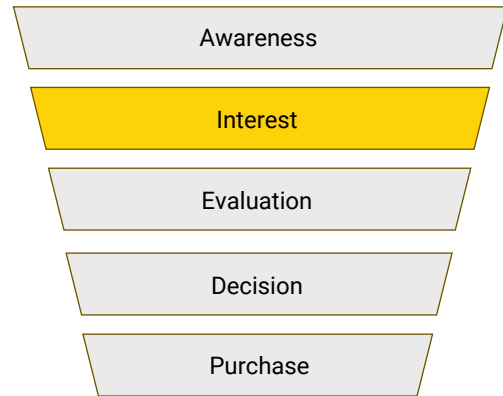 Awareness
Interest
Evaluation
Decision
Purchase